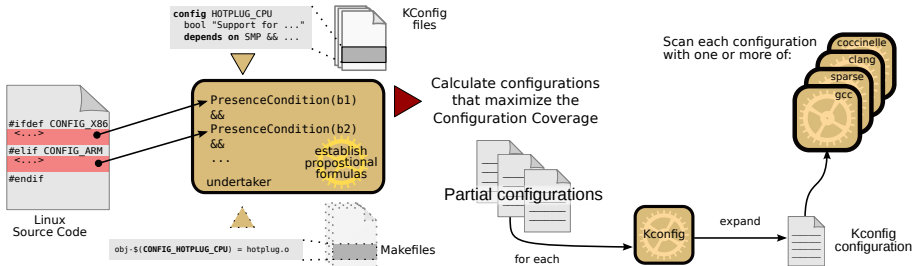 config HOTPLUG_CPU
bool "Support for ..."
depends on SMP && ...
KConfig
files
#ifdef CONFIG_X86
<...>
#elif CONFIG_ARM
<...>
#endif
Linux
Source Code
PresenceCondition(b1)
&&
PresenceCondition(b2)
&&
...
establish
propostional
formulas
undertaker
obj-$(CONFIG_HOTPLUG_CPU) = hotplug.o
Makefiles
Calculate configurations
that maximize the
Configuration Coverage
Partial configurations
for each
Kconfig
expand
Kconfig
configuration
Scan each configuration
with one or more of:
coccinelle
clang
sparse
gcc